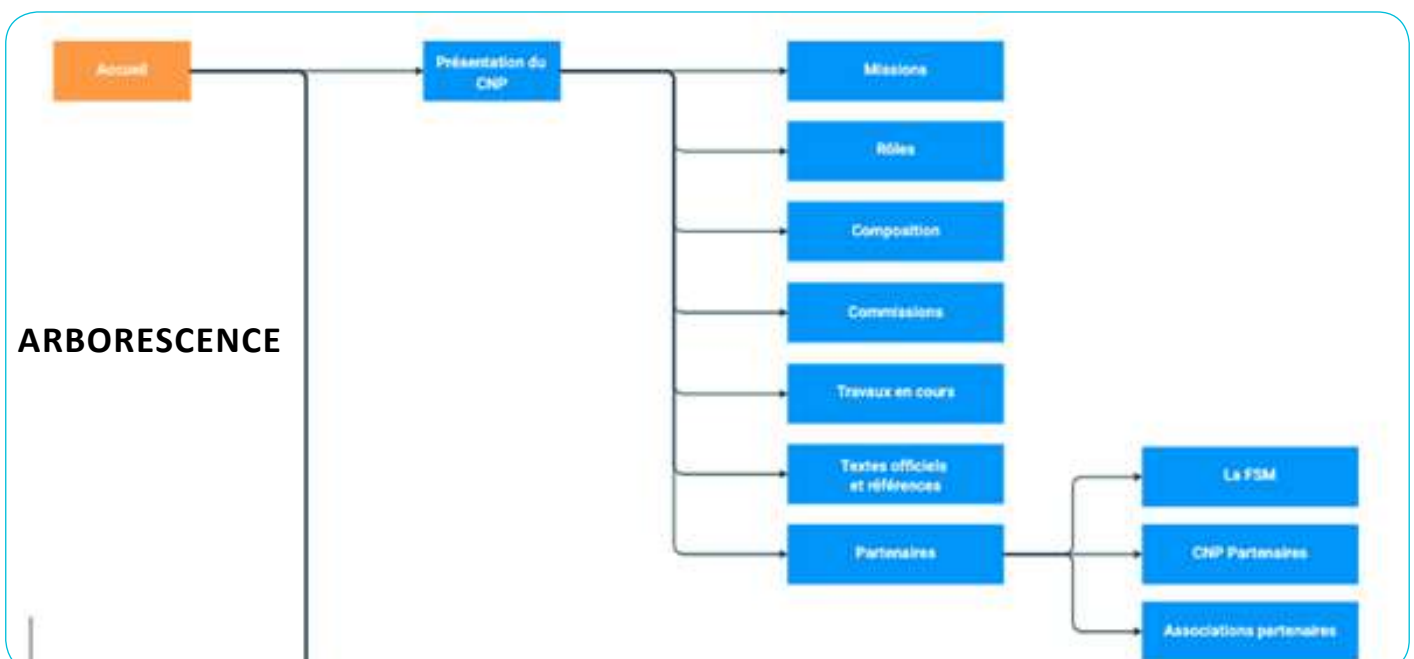 Accueil
Présentation du
CNP
Missions
Rôles
Composition
Commissions
ARBORESCENCE
Travaux en cours
Textes officiels
et références
Partenaires
La FSM
CNP Partenaires
Associations partenaires